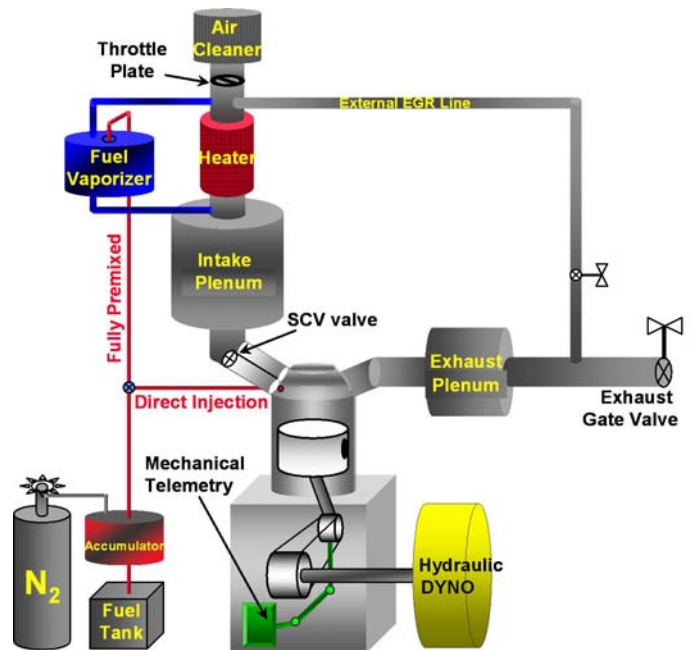 Air
Cleaner
Throttle
Plate
External EGR Line
Fuel
Vaporizer
Heater
Intake
Plenum
Fully Premixed
SCV valve
Exhaust
Plenum
Direct Injection
Exhaust
Gate Valve
Mechanical
Telemetry
Accumulator
N2
Fuel
Tank
Hydraulic
DYNO